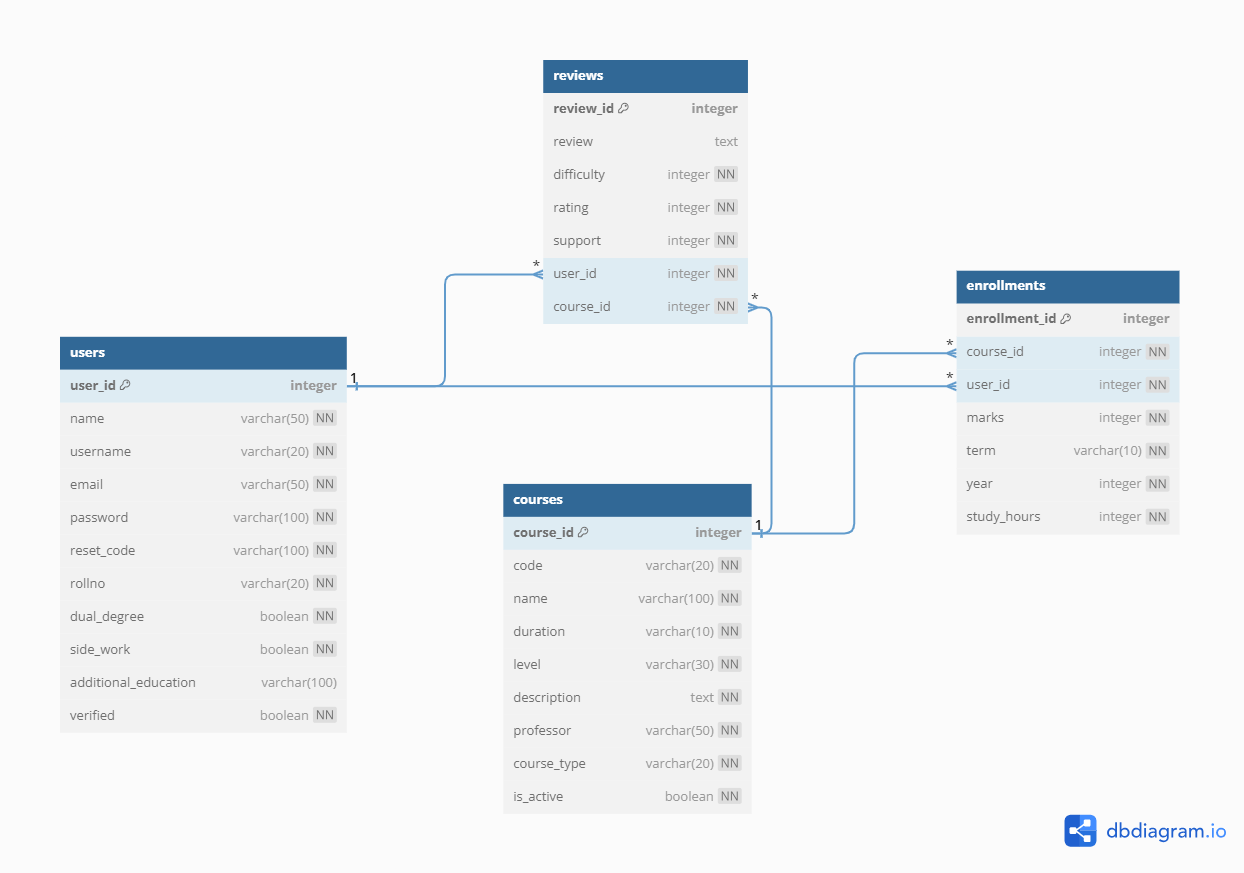 reviews
review_id integer
review text
difficulty integer NN
rating integer NN
support integer NN
* user_id integer NN
course_id integer NN *
enrollments
enrollment_id integer
* course_id integer NN
* user_id integer NN
marks integer NN
term varchar(10) NN
year integer NN
study_hours integer NN
users
user_id integer 1
name varchar(50) NN
username varchar(20) NN
email varchar(50) NN
password varchar(100) NN
reset_code varchar(100) NN
rollno varchar(20) NN
dual_degree boolean NN
side_work boolean NN
additional_education varchar(100)
verified boolean NN
courses
course_id integer 1
code varchar(20) NN
name varchar(100) NN
duration varchar(10) NN
level varchar(30) NN
description text NN
professor varchar(50) NN
course_type varchar(20) NN
is_active boolean NN
dbdiagram.io